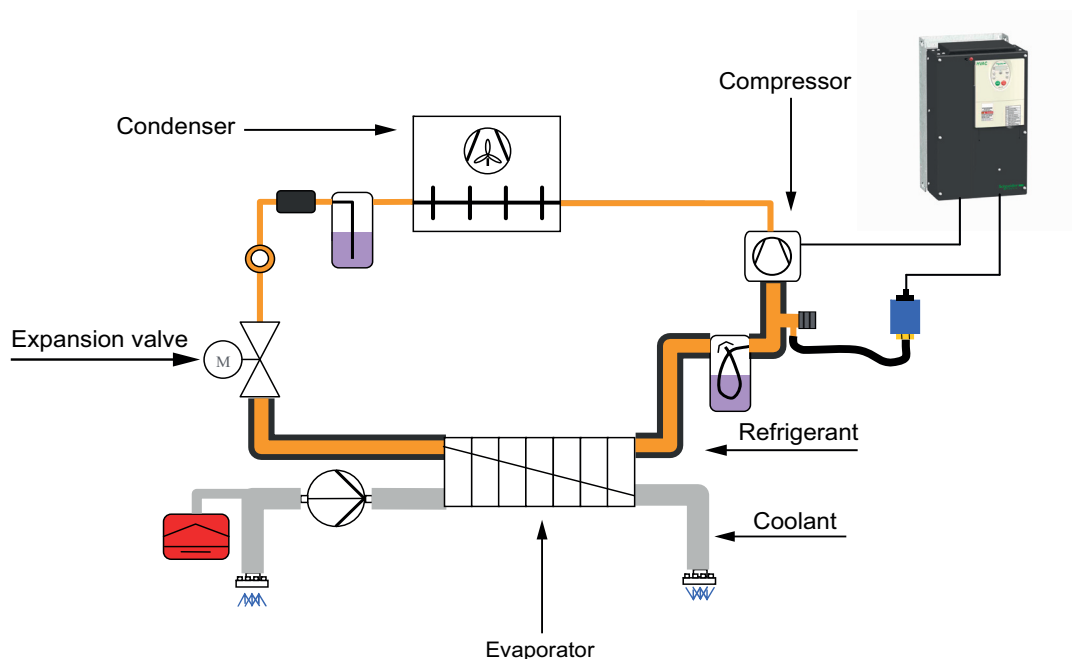 Compressor
Condenser
Expansion valve
M
Refrigerant
Coolant
Evaporator